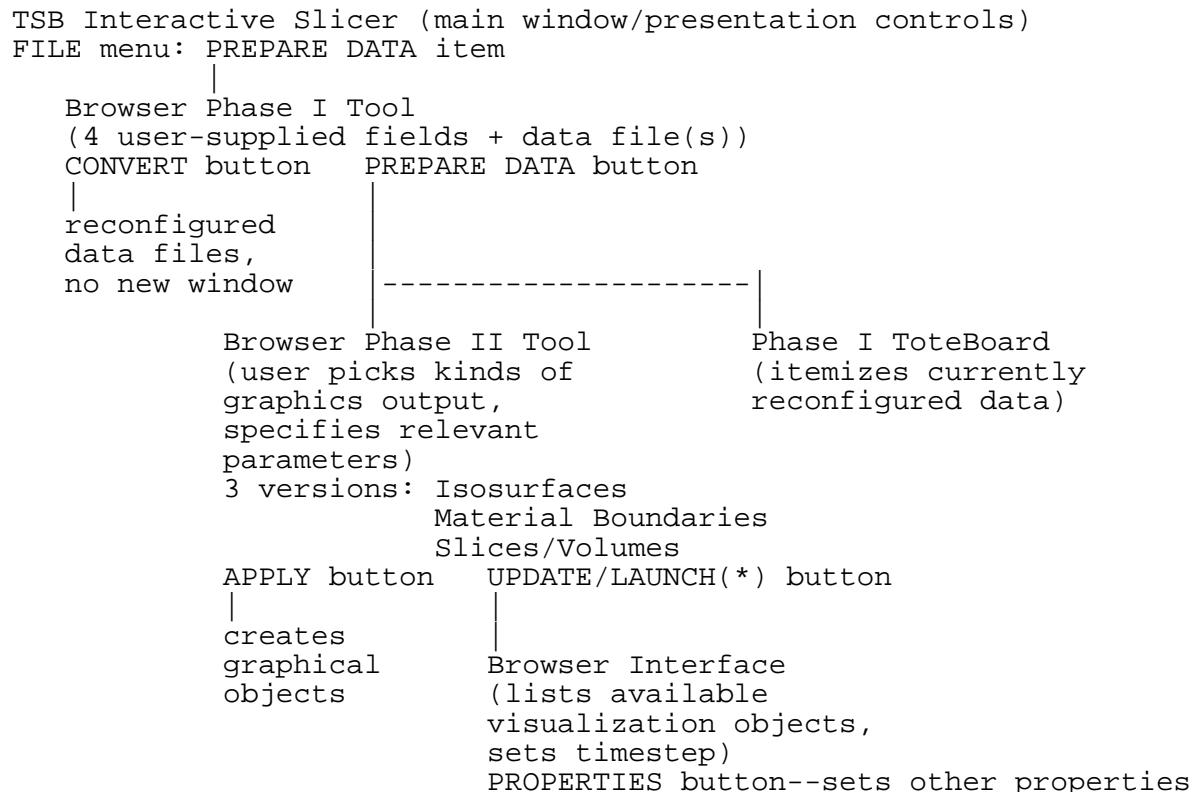 TSB Interactive Slicer (main window/presentation controls)
FILE menu: PREPARE DATA item
Browser Phase I Tool
(4 user-supplied fields + data file(s))
CONVERT button PREPARE DATA button
reconfigured
data files,
no new window
Browser Phase II Tool Phase I ToteBoard
(user picks kinds of (itemizes currently
graphics output, reconfigured data)
specifies relevant
parameters)
3 versions: Isosurfaces
Material Boundaries
Slices/Volumes
APPLY button UPDATE/LAUNCH(*) button
creates
graphical Browser Interface
objects (lists available
visualization objects,
sets timestep)
PROPERTIES button--sets other properties